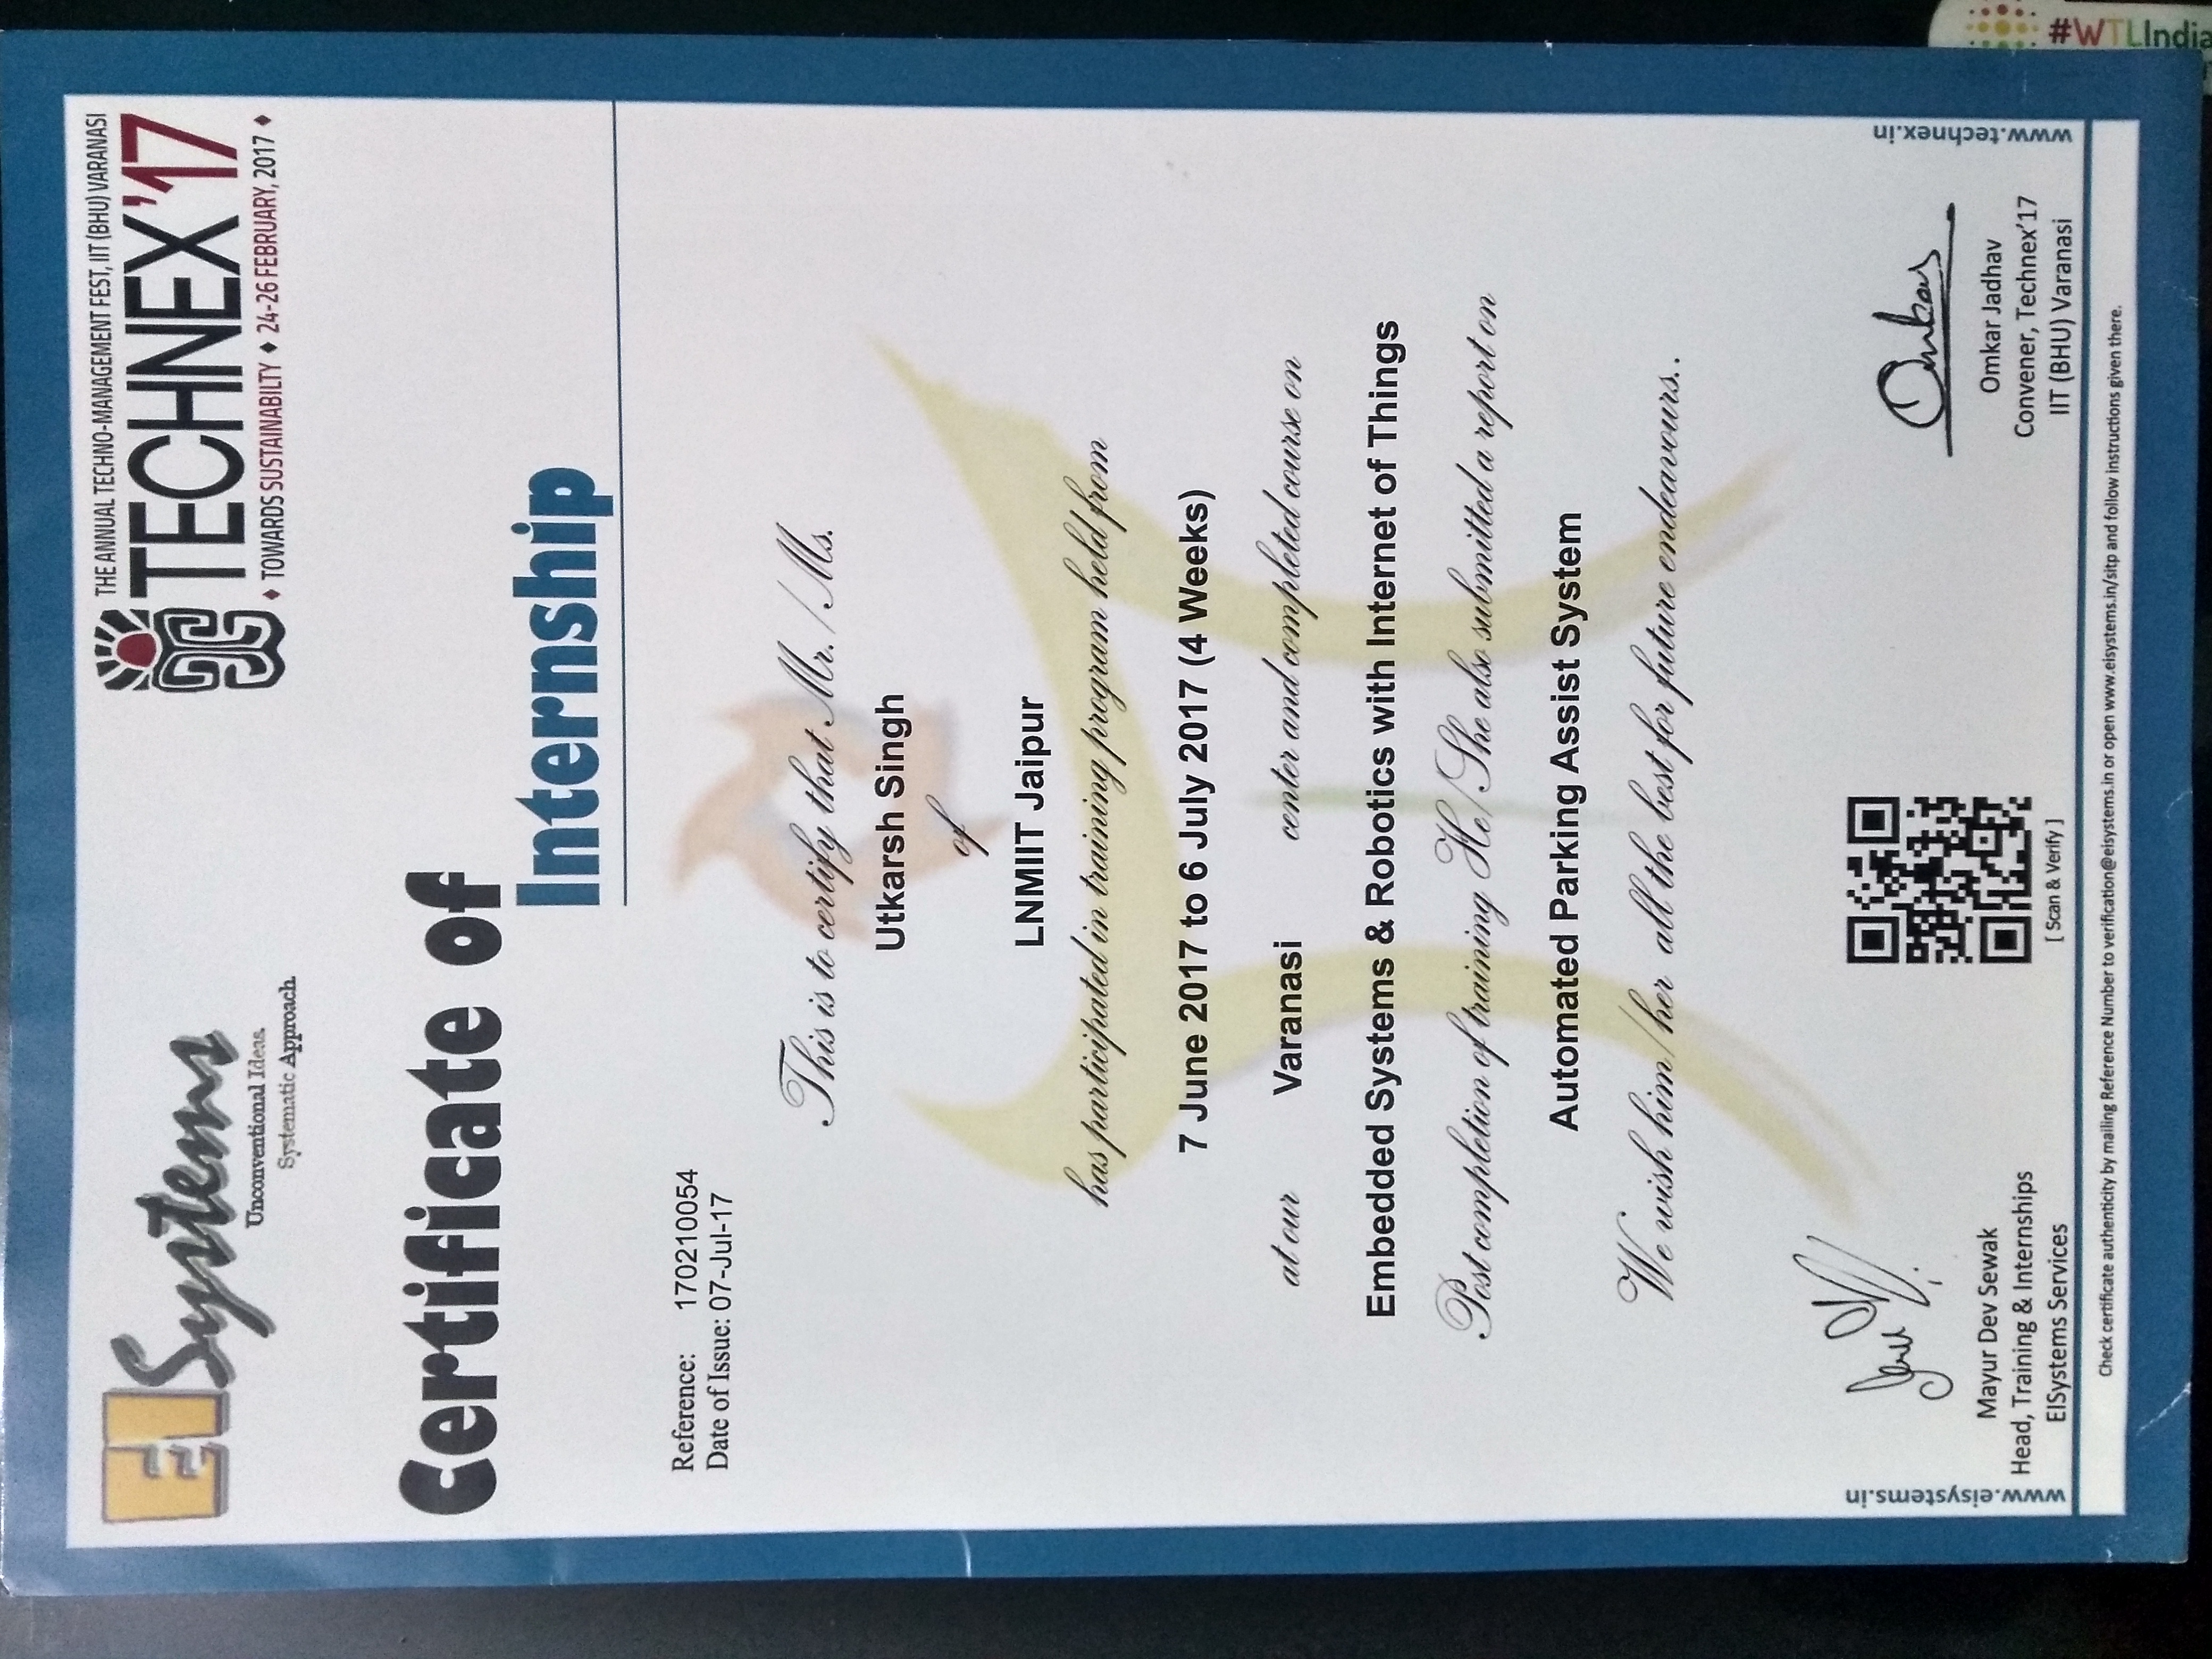 EISystems
Unconventional Ideas.
Systematic Approach.
THE ANNUAL TECHNO-MANAGEMENT FEST, IIT (BHU) VARANASI
TECHNEX'17
TOWARDS SUSTAINABILTY ♦ 24-26 FEBRUARY, 2017
Certificate of
Internship
Reference: 170210054
Date of Issue: 07-Jul-17
This is to certify that Mr. / Ms.
Utkarsh Singh
of
LNMIIT Jaipur
has participated in training program held from
7 June 2017 to 6 July 2017 (4 Weeks)
at our Varanasi center and completed course on
Embedded Systems & Robotics with Internet of Things
Post completion of training He/She also submitted a report on
Automated Parking Assist System
We wish him/her all the best for future endeavours..
www.eisystems.in
Mayur Dev Sewak
Head, Training & Internships
EISystems Services
[ Scan & Verify ]
Omkar
Omkar Jadhav
Convener, Technex'17
IIT (BHU) Varanasi
www.technex.in
Check certificate authenticity by mailing Reference Number to verification@eisystems.in or open www.eisystems.in/sitp and follow instructions given there.
#WTLIndia